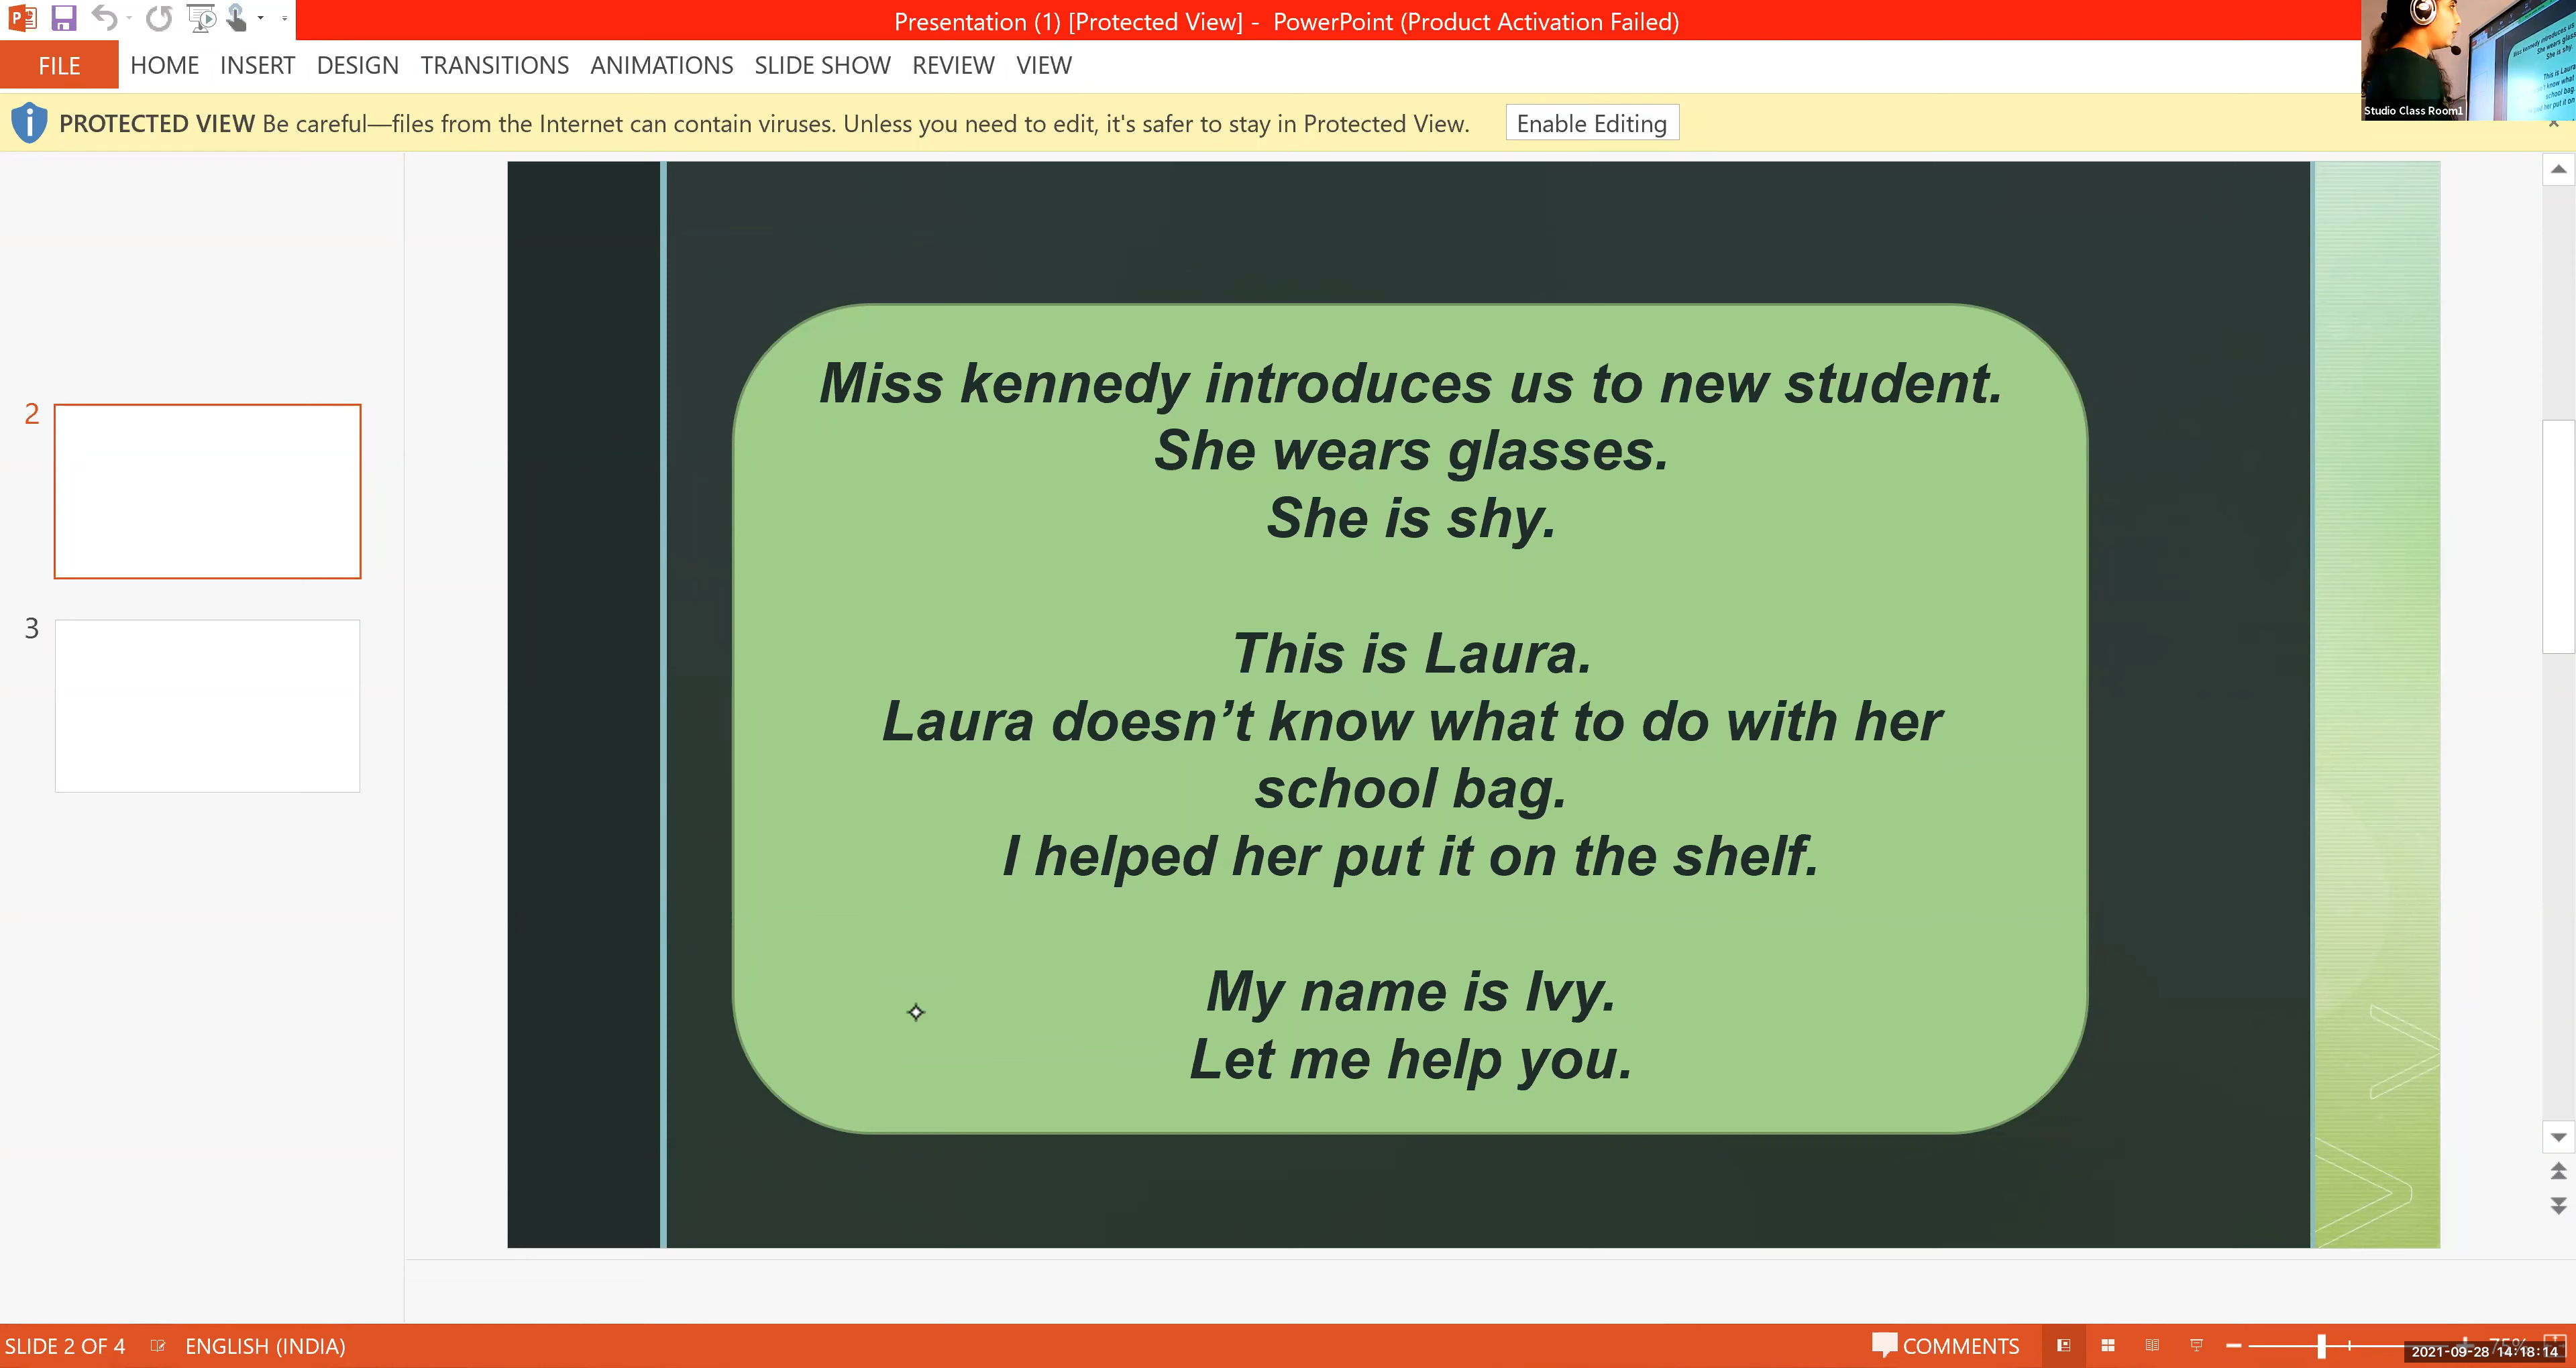 Presentation (1) [Protected View] - PowerPoint (Product Activation Failed)
FILE HOME INSERT DESIGN TRANSITIONS ANIMATIONS SLIDE SHOW REVIEW VIEW
Studio Class Room1
PROTECTED VIEW Be careful—files from the Internet can contain viruses. Unless you need to edit, it's safer to stay in Protected View. Enable Editing
2
3
Miss kennedy introduces us to new student.
She wears glasses.
She is shy.
This is Laura.
Laura doesn’t know what to do with her
school bag.
I helped her put it on the shelf.
My name is Ivy.
Let me help you.
SLIDE 2 OF 4 ENGLISH (INDIA) COMMENTS 75%
2021-09-28 14:18:14